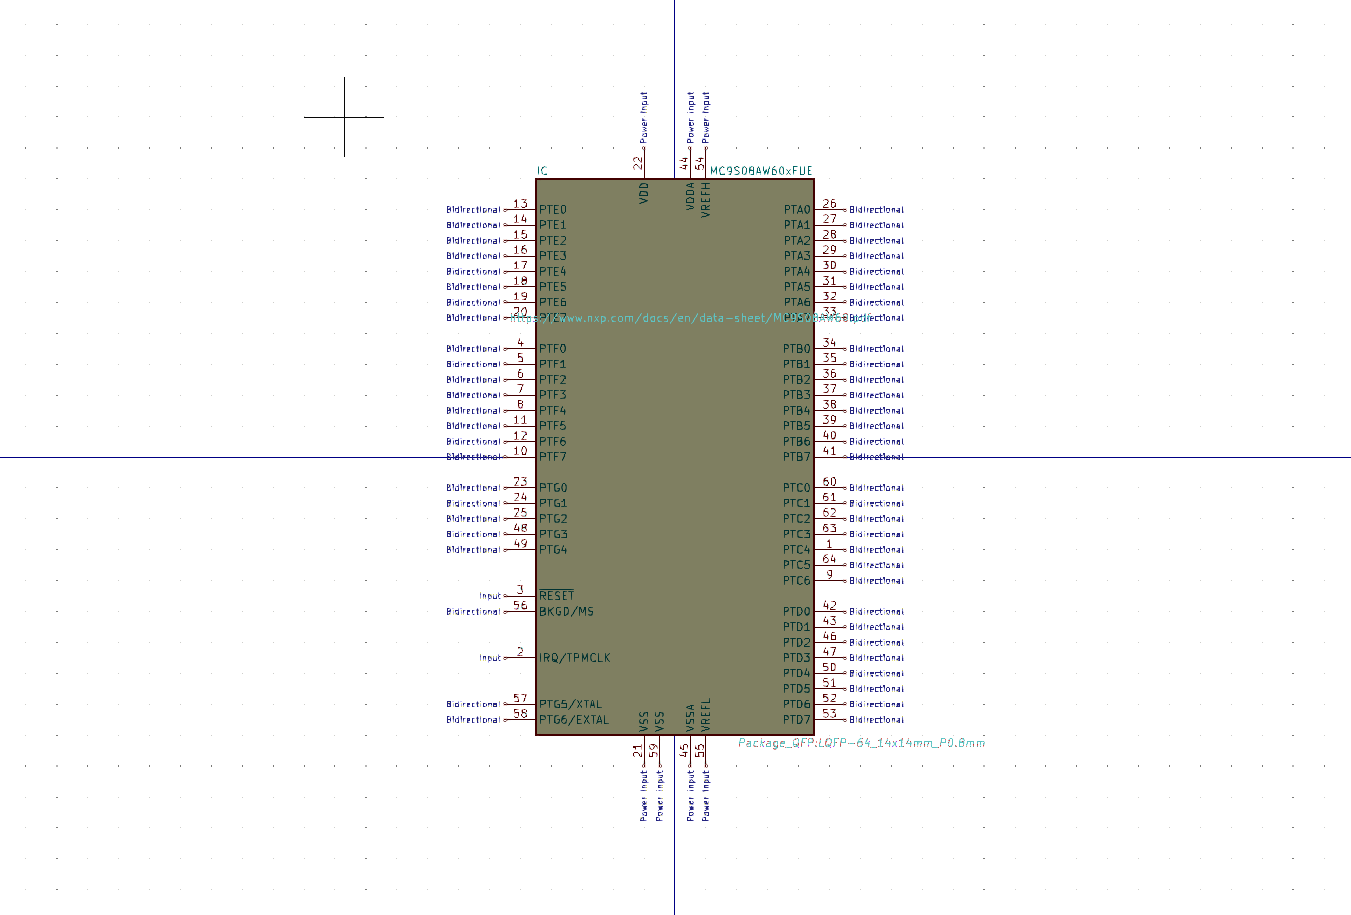 Power Input Power Input Power Input
22 44 54
IC MC9S08AW60xFUE
VDD VDDA VREFH
Bidirectional 13 PTE0 PTA0 26 Bidirectional
Bidirectional 14 PTE1 PTA1 27 Bidirectional
Bidirectional 15 PTE2 PTA2 28 Bidirectional
Bidirectional 16 PTE3 PTA3 29 Bidirectional
Bidirectional 17 PTE4 PTA4 30 Bidirectional
Bidirectional 18 PTE5 PTA5 31 Bidirectional
Bidirectional 19 PTE6 PTA6 32 Bidirectional
Bidirectional 20 PTE7 33 Bidirectional
https://www.nxp.com/docs/en/data-sheet/MC9S08AW60.pdf
Bidirectional 4 PTF0 PTB0 34 Bidirectional
Bidirectional 5 PTF1 PTB1 35 Bidirectional
Bidirectional 6 PTF2 PTB2 36 Bidirectional
Bidirectional 7 PTF3 PTB3 37 Bidirectional
Bidirectional 8 PTF4 PTB4 38 Bidirectional
Bidirectional 11 PTF5 PTB5 39 Bidirectional
Bidirectional 12 PTF6 PTB6 40 Bidirectional
Bidirectional 10 PTF7 PTB7 41 Bidirectional
Bidirectional 23 PTG0 PTC0 60 Bidirectional
Bidirectional 24 PTG1 PTC1 61 Bidirectional
Bidirectional 25 PTG2 PTC2 62 Bidirectional
Bidirectional 48 PTG3 PTC3 63 Bidirectional
Bidirectional 49 PTG4 PTC4 1 Bidirectional
PTC5 64 Bidirectional
PTC6 9 Bidirectional
Input 3 RESET
Bidirectional 56 BKGD/MS PTD0 42 Bidirectional
PTD1 43 Bidirectional
PTD2 46 Bidirectional
Input 2 IRQ/TPMCLK PTD3 47 Bidirectional
PTD4 50 Bidirectional
PTD5 51 Bidirectional
Bidirectional 57 PTG5/XTAL PTD6 52 Bidirectional
Bidirectional 58 PTG6/EXTAL PTD7 53 Bidirectional
VSS VSS VSSA VREFL
21 59 45 55
Package_QFP:LQFP-64_14x14mm_P0.8mm
Power Input Power Input Power Input Power Input